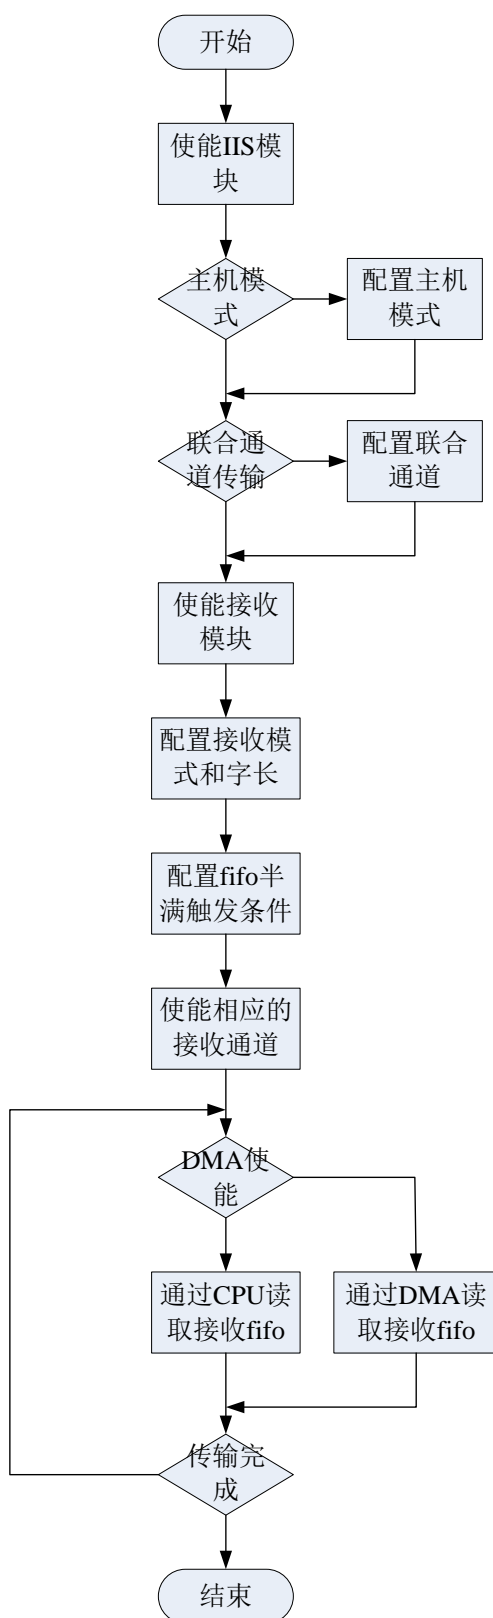 开始
使能IIS模
块
主机模
式
配置主机
模式
联合通
道传输
配置联合
通道
使能接收
模块
配置接收模
式和字长
配置fifo半
满触发条件
使能相应的
接收通道
DMA使
能
通过CPU读
取接收fifo
通过DMA读
取接收fifo
传输完
成
结束